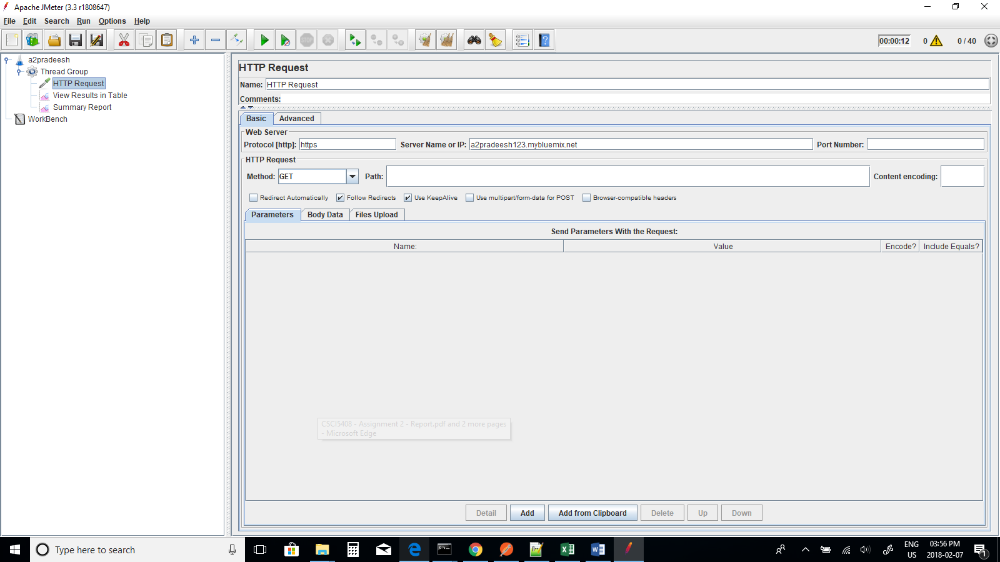 Apache JMeter (3.3 r1808647)
File Edit Search Run Options Help
STOP
00:00:12 0 0 / 40
a2pradeesh
Thread Group
HTTP Request
View Results in Table
Summary Report
WorkBench
HTTP Request
Name: HTTP Request
Comments:
Basic Advanced
Web Server
Protocol [http]: https Server Name or IP: a2pradeesh123.mybluemix.net Port Number:
HTTP Request
Method: GET Path: Content encoding:
Redirect Automatically Follow Redirects Use KeepAlive Use multipart/form-data for POST Browser-compatible headers
Parameters Body Data Files Upload
Send Parameters With the Request:
Name: Value Encode? Include Equals?
CSCI5408 - Assignment 2 - Report.pdf and 2 more pages
- Microsoft Edge
Detail Add Add from Clipboard Delete Up Down
Type here to search
ENG
US
03:56 PM
2018-02-07
1